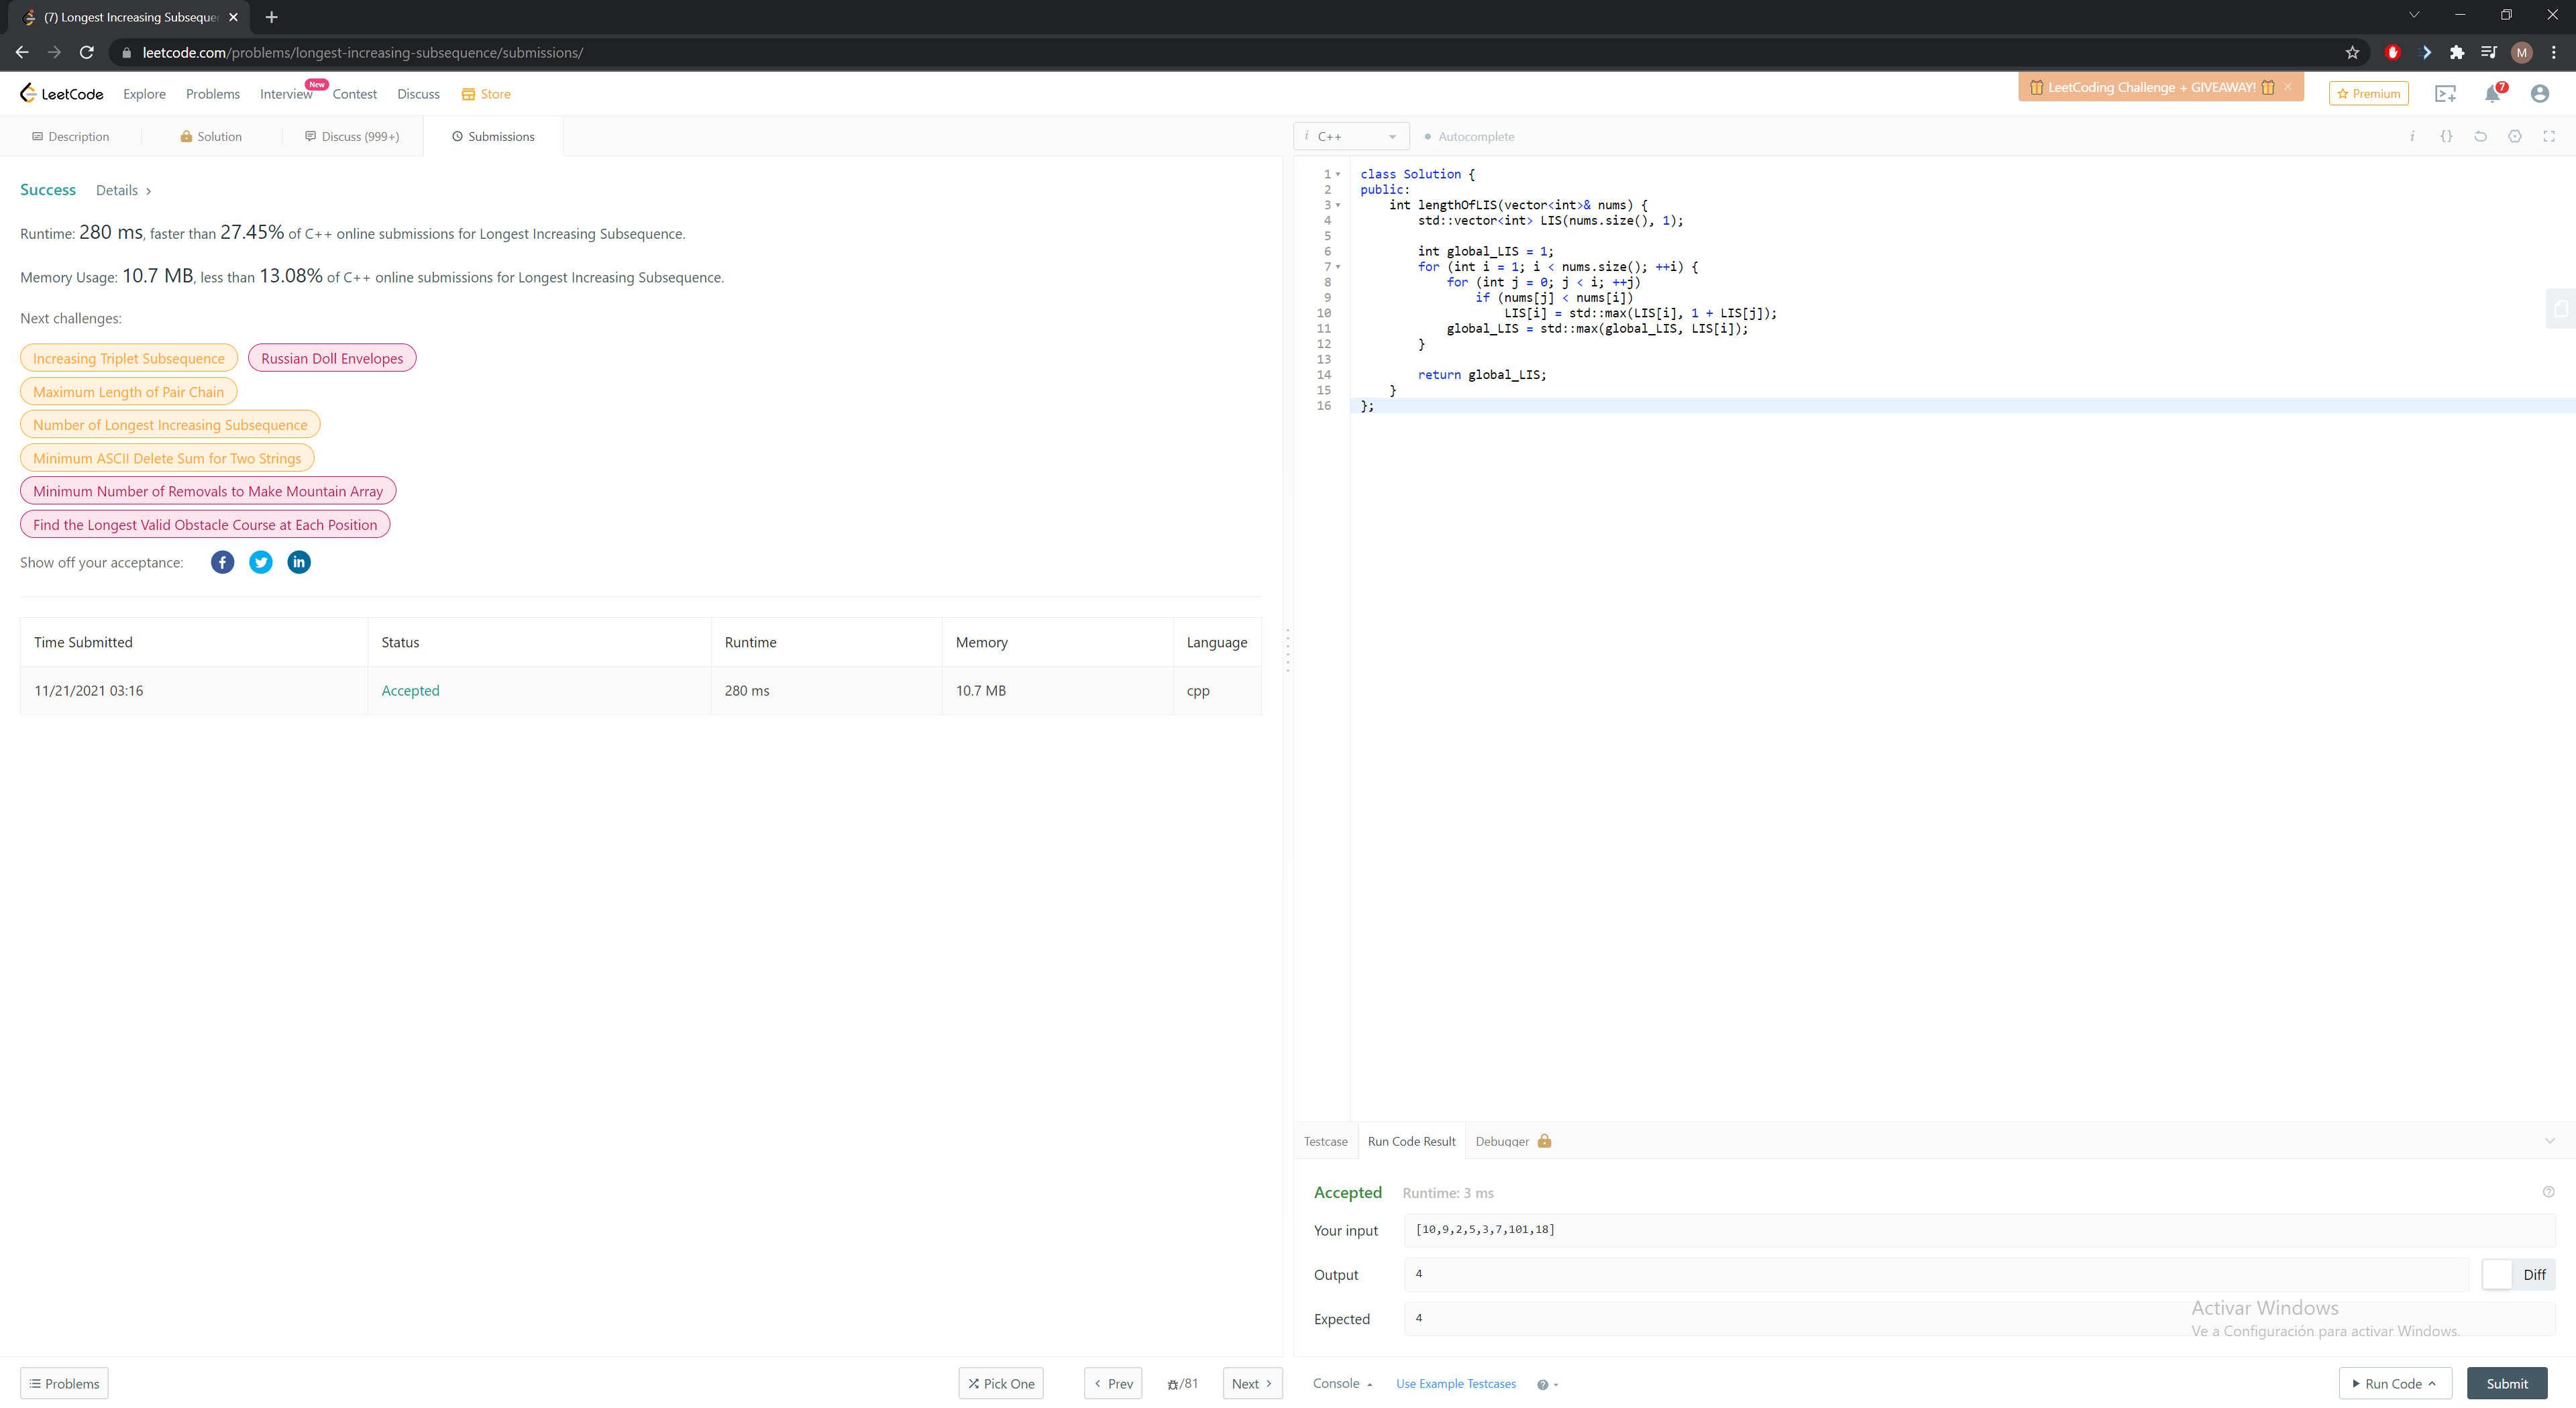 (7) Longest Increasing Subseque
leetcode.com/problems/longest-increasing-subsequence/submissions/
M
LeetCode
Explore
Problems
Interview
New
Contest
Discuss
Store
LeetCoding Challenge + GIVEAWAY!
Premium
7
Description
Solution
Discuss (999+)
Submissions
Success Details >
Runtime: 280 ms, faster than 27.45% of C++ online submissions for Longest Increasing Subsequence.
Memory Usage: 10.7 MB, less than 13.08% of C++ online submissions for Longest Increasing Subsequence.
Next challenges:
Increasing Triplet Subsequence
Russian Doll Envelopes
Maximum Length of Pair Chain
Number of Longest Increasing Subsequence
Minimum ASCII Delete Sum for Two Strings
Minimum Number of Removals to Make Mountain Array
Find the Longest Valid Obstacle Course at Each Position
Show off your acceptance:
Time Submitted Status Runtime Memory Language
11/21/2021 03:16 Accepted 280 ms 10.7 MB cpp
i C++
Autocomplete
i {}
1 class Solution {
2 public:
3     int lengthOfLIS(vector<int>& nums) {
4         std::vector<int> LIS(nums.size(), 1);
5
6         int global_LIS = 1;
7         for (int i = 1; i < nums.size(); ++i) {
8             for (int j = 0; j < i; ++j)
9                 if (nums[j] < nums[i])
10                     LIS[i] = std::max(LIS[i], 1 + LIS[j]);
11             global_LIS = std::max(global_LIS, LIS[i]);
12         }
13
14         return global_LIS;
15     }
16 };
Testcase
Run Code Result
Debugger
Accepted Runtime: 3 ms
Your input [10,9,2,5,3,7,101,18]
Output 4
Diff
Expected 4
Activar Windows
Ve a Configuración para activar Windows.
Problems
Pick One
Prev
/81
Next
Console
Use Example Testcases
Run Code
Submit